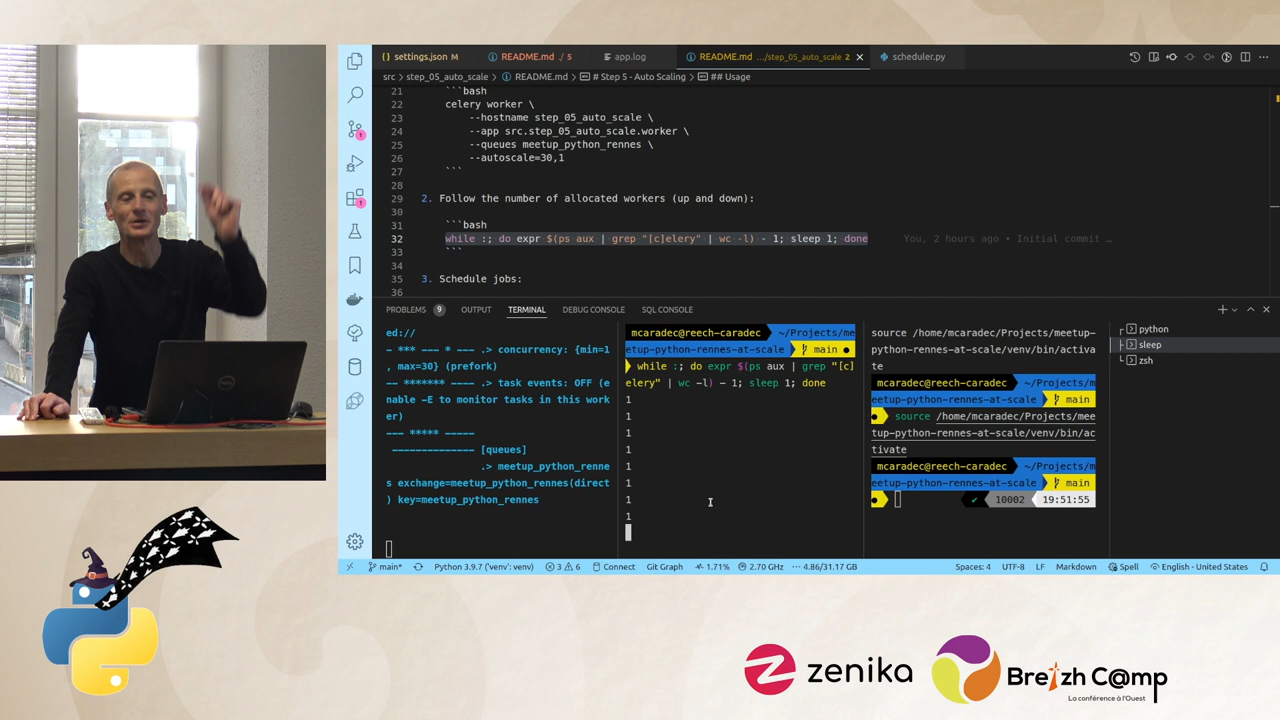 settings.json M
README.md ./ 5
app.log
README.md .../step_05_auto_scale 2
scheduler.py
src > step_05_auto_scale > README.md > # Step 5 - Auto Scaling > ## Usage
21 ```bash
22 celery worker \
23 --hostname step_05_auto_scale \
24 --app src.step_05_auto_scale.worker \
25 --queues meetup_python_rennes \
26 --autoscale=30,1
27 ```
28
29 2. Follow the number of allocated workers (up and down):
30
31 ```bash
32 while :; do expr $(ps aux | grep "[c]elery" | wc -l) - 1; sleep 1; done You, 2 hours ago • Initial commit …
33 ```
34
35 3. Schedule jobs:
36
PROBLEMS 9 OUTPUT TERMINAL DEBUG CONSOLE SQL CONSOLE
ed://
- *** --- * --- .> concurrency: {min=1
, max=30} (prefork)
-- ******* ---- .> task events: OFF (e
nable -E to monitor tasks in this work
er)
--- ***** -----
-------------- [queues]
.> meetup_python_renne
s exchange=meetup_python_rennes(direct
) key=meetup_python_rennes
mcaradec@reech-caradec ~/Projects/me
etup-python-rennes-at-scale main ●
while :; do expr $(ps aux | grep "[c]
elery" | wc -l) - 1; sleep 1; done
1
1
1
1
1
1
1
1
source /home/mcaradec/Projects/meetup-
python-rennes-at-scale/venv/bin/activa
te
mcaradec@reech-caradec ~/Projects/m
eetup-python-rennes-at-scale main
● source /home/mcaradec/Projects/mee
tup-python-rennes-at-scale/venv/bin/ac
tivate
mcaradec@reech-caradec ~/Projects/m
eetup-python-rennes-at-scale main
● ✔ 10002 19:51:55
python
sleep
zsh
main* Python 3.9.7 ('venv': venv) 3 6 Connect Git Graph 1.71% 2.70 GHz 4.86/31.17 GB Spaces: 4 UTF-8 LF Markdown Spell English - United States
DELL
zenika
Breizh C@mp
La conférence à l'Ouest